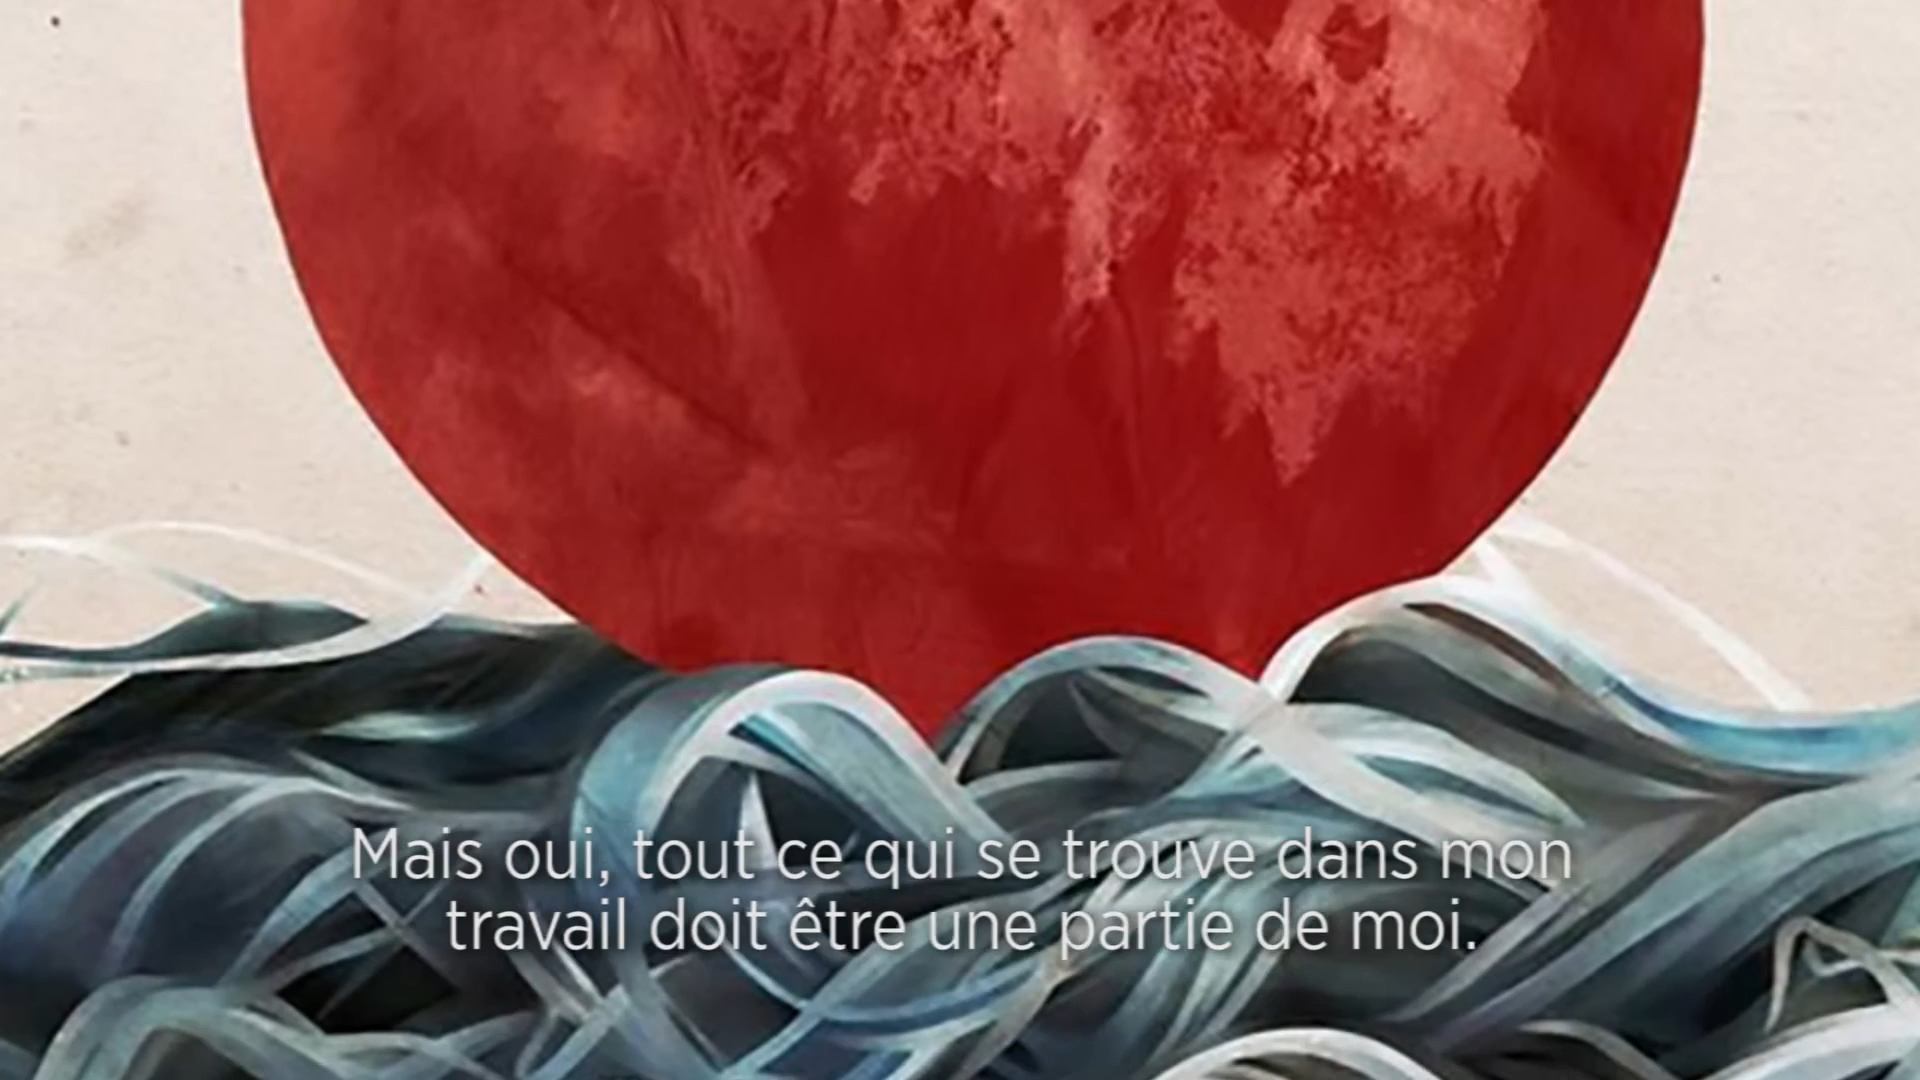 Mais oui, tout ce qui se trouve dans mon
travail doit être une partie de moi.